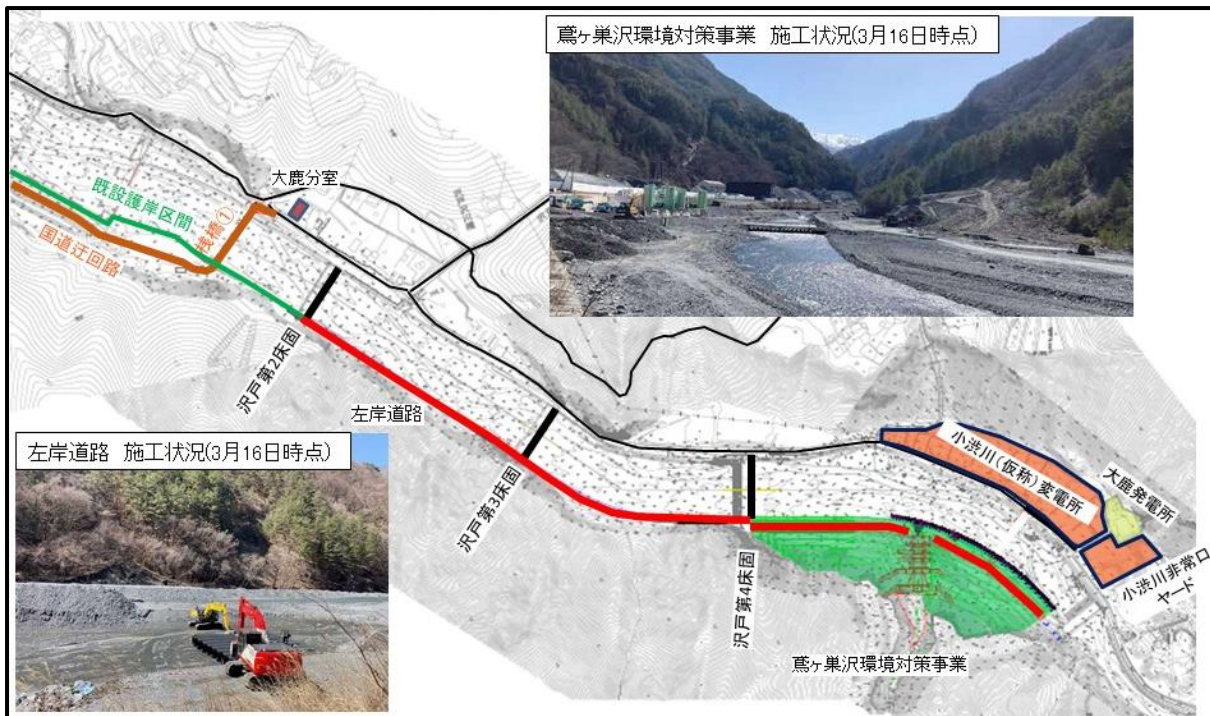 鳶ヶ巣沢環境対策事業 施工状況(3月16日時点)
大鹿分室
既設護岸区間
桟橋①
国道迂回路
沢戸第2床固
左岸道路
沢戸第3床固
小渋川(仮称)変電所
大鹿発電所
小渋川非常口
ヤード
沢戸第4床固
鳶ヶ巣沢環境対策事業
左岸道路 施工状況(3月16日時点)